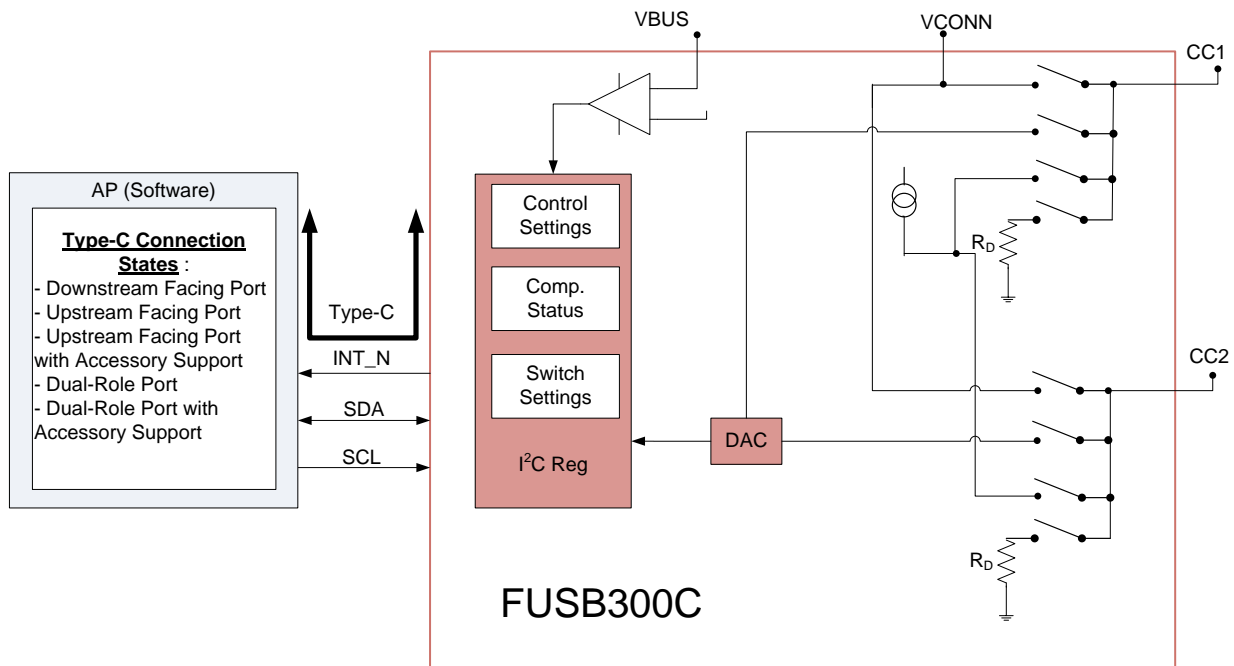 VBUS
VCONN
CC1
AP (Software)
Type-C Connection
States :
- Downstream Facing Port
- Upstream Facing Port
- Upstream Facing Port
with Accessory Support
- Dual-Role Port
- Dual-Role Port with
Accessory Support
Type-C
INT_N
SDA
SCL
Control
Settings
Comp.
Status
Switch
Settings
I²C Reg
DAC
R_D
CC2
R_D
FUSB300C